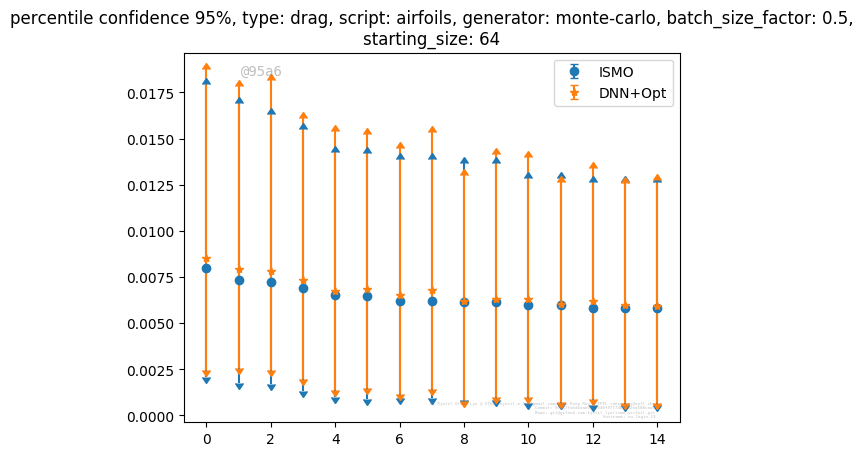 percentile confidence 95%, type: drag, script: airfoils, generator: monte-carlo, batch_size_factor: 0.5,
starting_size: 64
@95a6
ISMO
DNN+Opt
0.0175
0.0150
0.0125
0.0100
0.0075
0.0050
0.0025
0.0000
0 2 4 6 8 10 12 14